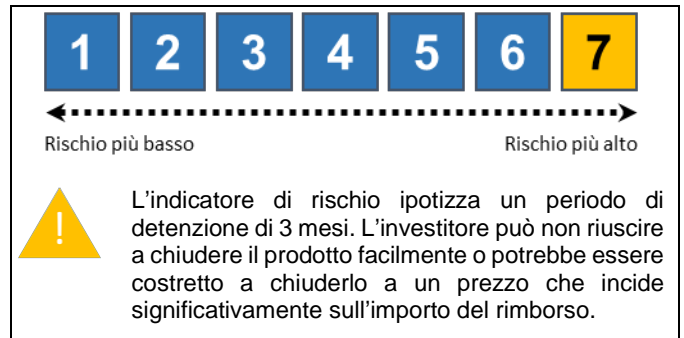 1 2 3 4 5 6 7
Rischio più basso Rischio più alto
! L'indicatore di rischio ipotizza un periodo di
detenzione di 3 mesi. L'investitore può non riuscire
a chiudere il prodotto facilmente o potrebbe essere
costretto a chiuderlo a un prezzo che incide
significativamente sull'importo del rimborso.